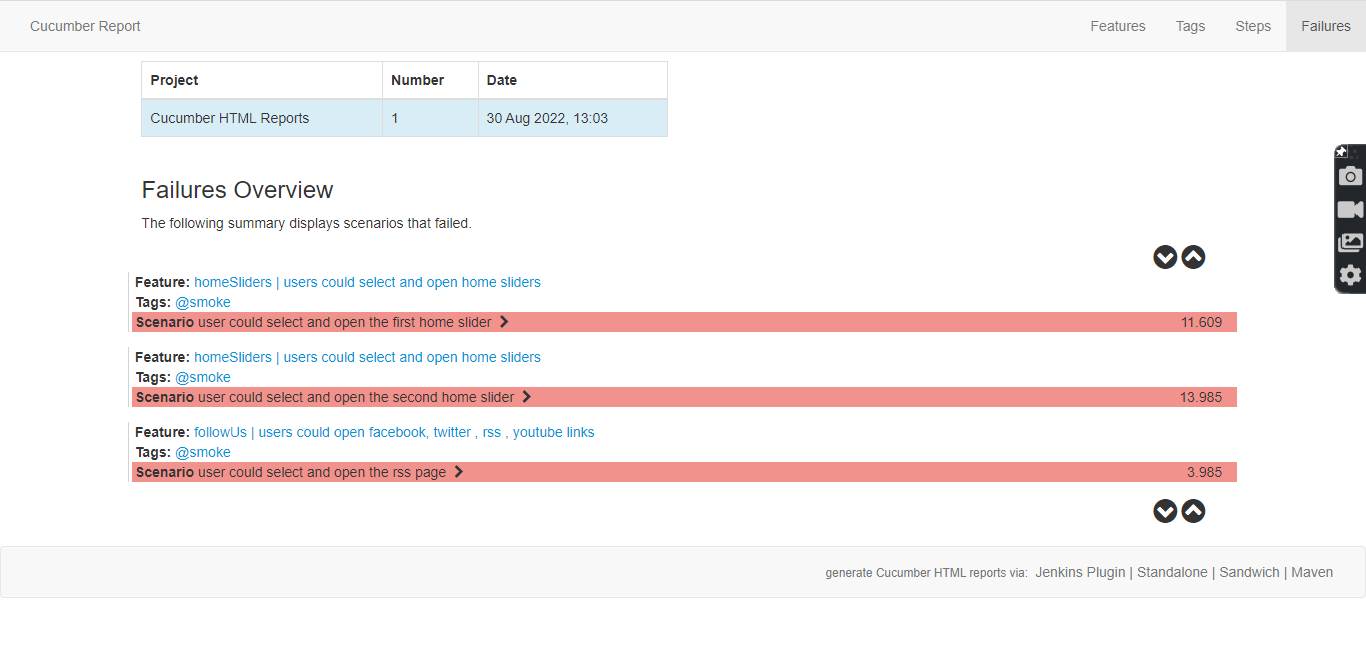 Cucumber Report Features Tags Steps Failures
Project Number Date
Cucumber HTML Reports 1 30 Aug 2022, 13:03
Failures Overview
The following summary displays scenarios that failed.
Feature: homeSliders | users could select and open home sliders
Tags: @smoke
Scenario user could select and open the first home slider 11.609
Feature: homeSliders | users could select and open home sliders
Tags: @smoke
Scenario user could select and open the second home slider 13.985
Feature: followUs | users could open facebook, twitter , rss , youtube links
Tags: @smoke
Scenario user could select and open the rss page 3.985
generate Cucumber HTML reports via: Jenkins Plugin | Standalone | Sandwich | Maven